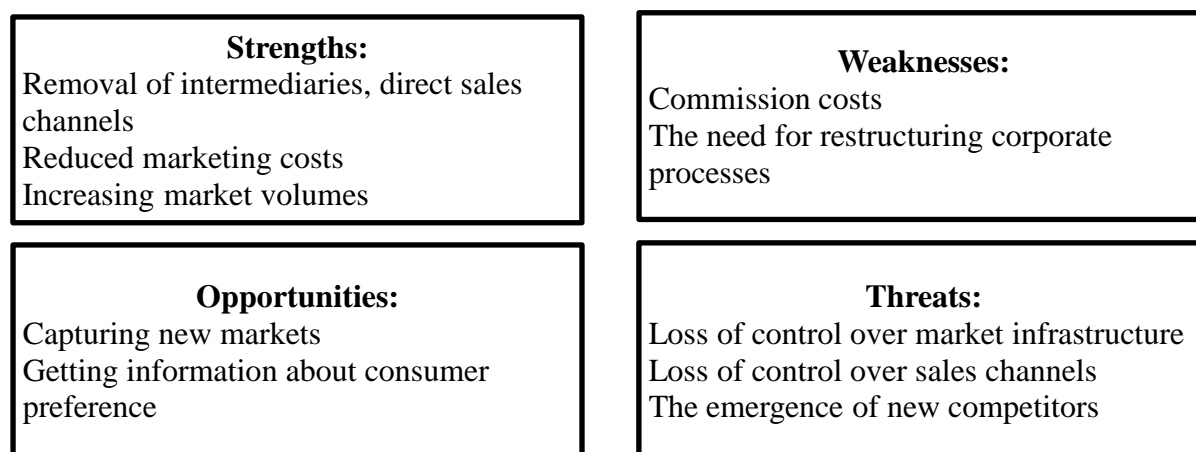 Strengths:
Removal of intermediaries, direct sales
channels
Reduced marketing costs
Increasing market volumes
Weaknesses:
Commission costs
The need for restructuring corporate
processes
Opportunities:
Capturing new markets
Getting information about consumer
preference
Threats:
Loss of control over market infrastructure
Loss of control over sales channels
The emergence of new competitors